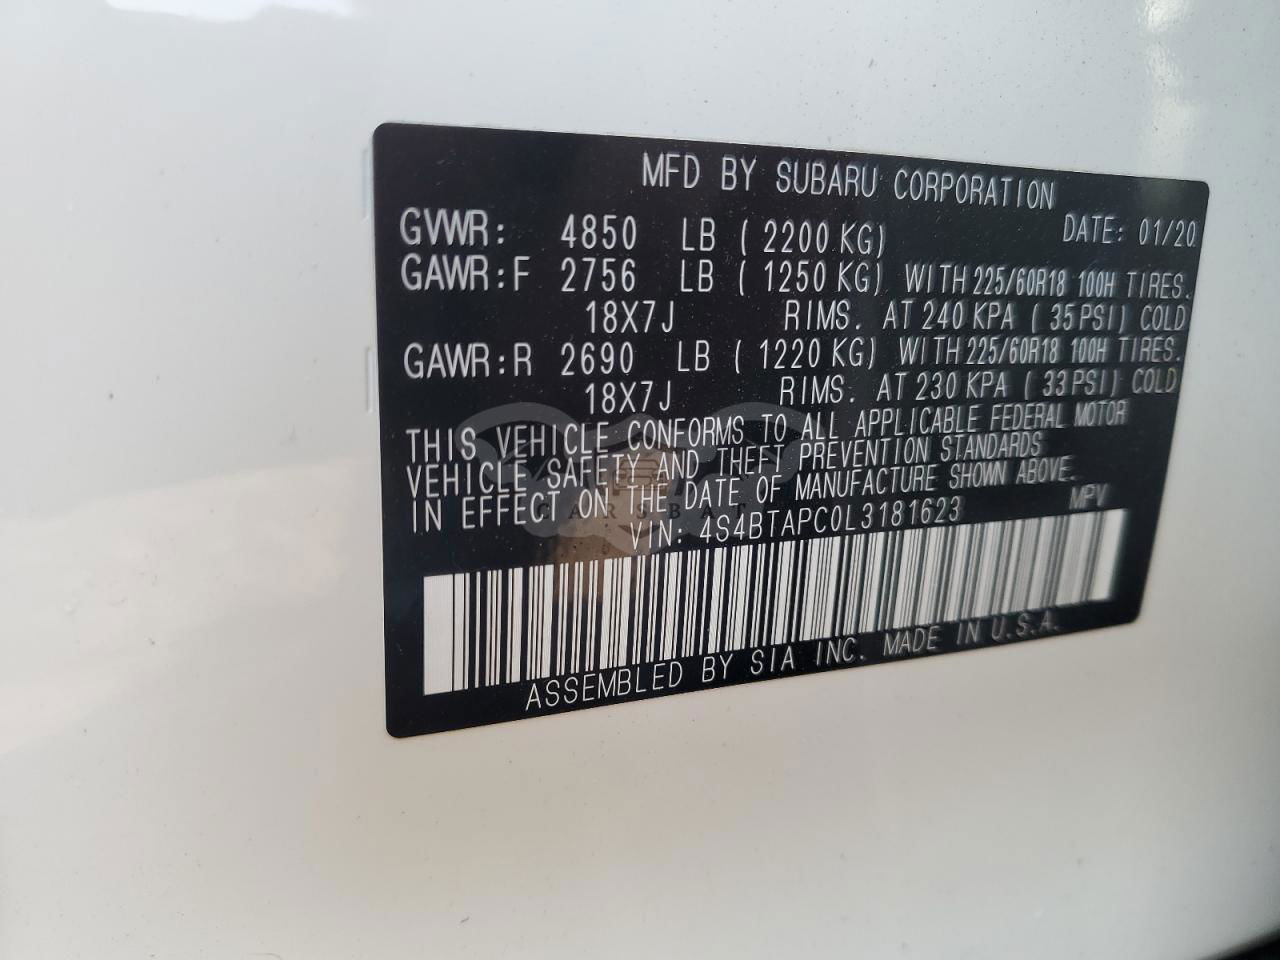 MFD BY SUBARU CORPORATION
DATE: 01/20
GVWR: 4850 LB ( 2200 KG)
GAWR:F 2756 LB ( 1250 KG) WITH 225/60R18 100H TIRES.
18X7J RIMS. AT 240 KPA ( 35 PSI) COLD
GAWR:R 2690 LB ( 1220 KG) WITH 225/60R18 100H TIRES.
18X7J RIMS. AT 230 KPA ( 33 PSI) COLD
THIS VEHICLE CONFORMS TO ALL APPLICABLE FEDERAL MOTOR
VEHICLE SAFETY AND THEFT PREVENTION STANDARDS
IN EFFECT ON THE DATE OF MANUFACTURE SHOWN ABOVE.
CARSBAT
VIN: 4S4BTAPC0L3181623 MPV
ASSEMBLED BY SIA INC. MADE IN U.S.A.